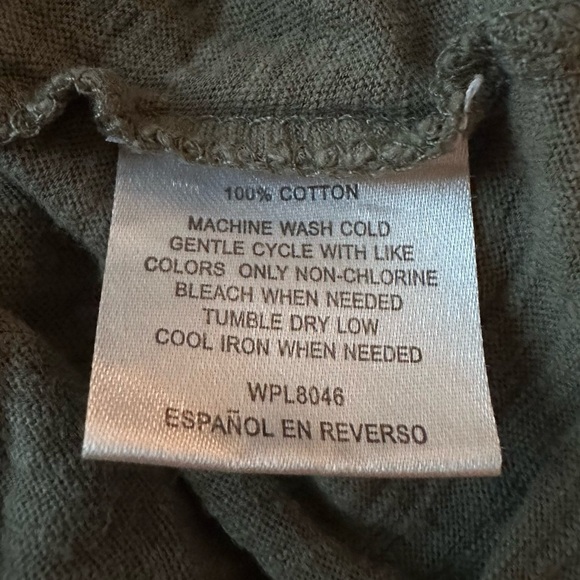 100% COTTON
MACHINE WASH COLD
GENTLE CYCLE WITH LIKE
COLORS ONLY NON-CHLORINE
BLEACH WHEN NEEDED
TUMBLE DRY LOW
COOL IRON WHEN NEEDED
WPL8046
ESPAÑOL EN REVERSO